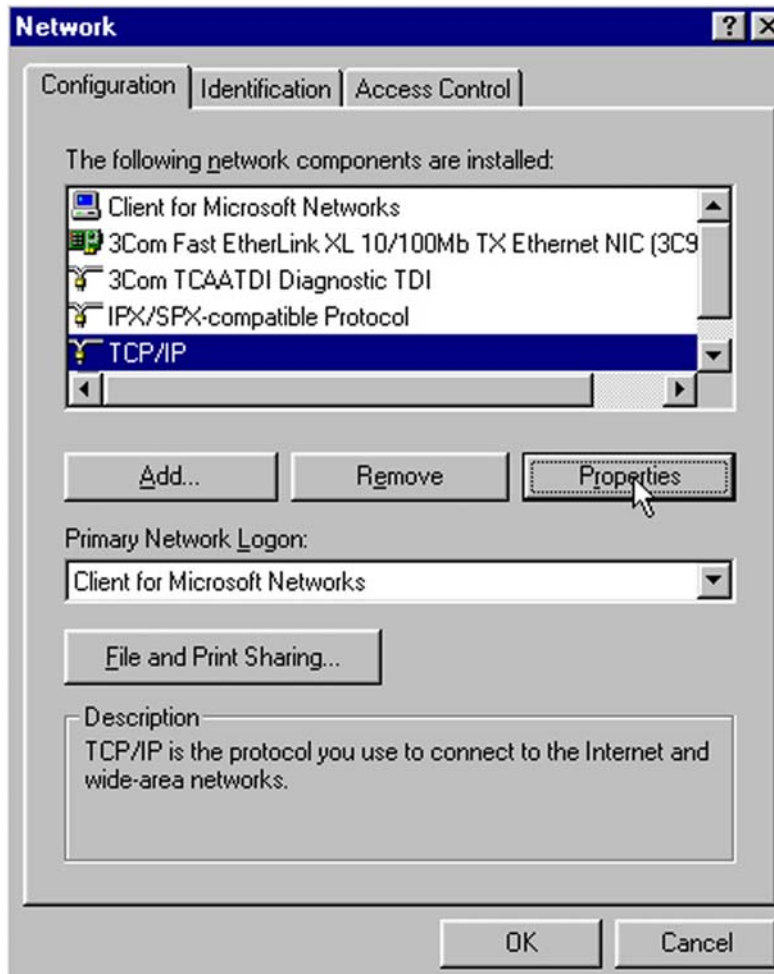 Network
Configuration
Identification
Access Control
The following network components are installed:
Client for Microsoft Networks
3Com Fast EtherLink XL 10/100Mb TX Ethernet NIC (3C9
3Com TCAATDI Diagnostic TDI
IPX/SPX-compatible Protocol
TCP/IP
Add...
Remove
Properties
Primary Network Logon:
Client for Microsoft Networks
File and Print Sharing...
Description
TCP/IP is the protocol you use to connect to the Internet and
wide-area networks.
OK
Cancel